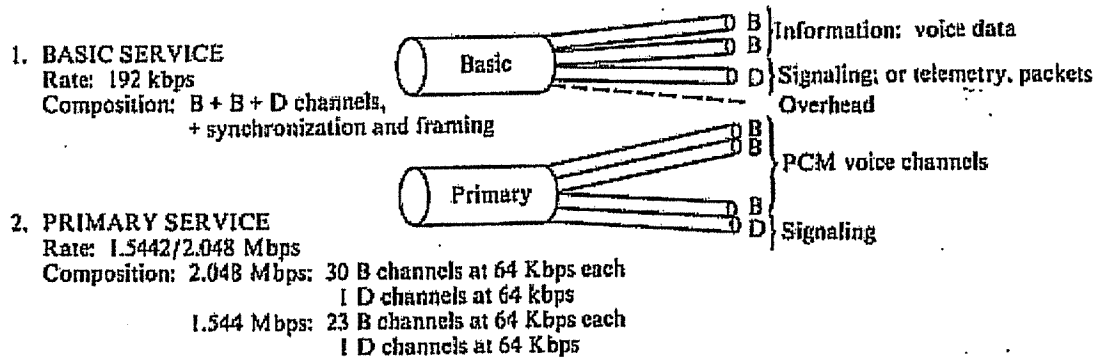 1. BASIC SERVICE
Rate: 192 kbps
Composition: B + B + D channels,
+ synchronization and framing
Basic
B
B
D
Information: voice data
Signaling; or telemetry, packets
Overhead
2. PRIMARY SERVICE
Rate: 1.5442/2.048 Mbps
Composition: 2.048 Mbps: 30 B channels at 64 Kbps each
1 D channels at 64 kbps
1.544 Mbps: 23 B channels at 64 Kbps each
1 D channels at 64 Kbps
Primary
B
B
B
D
PCM voice channels
Signaling